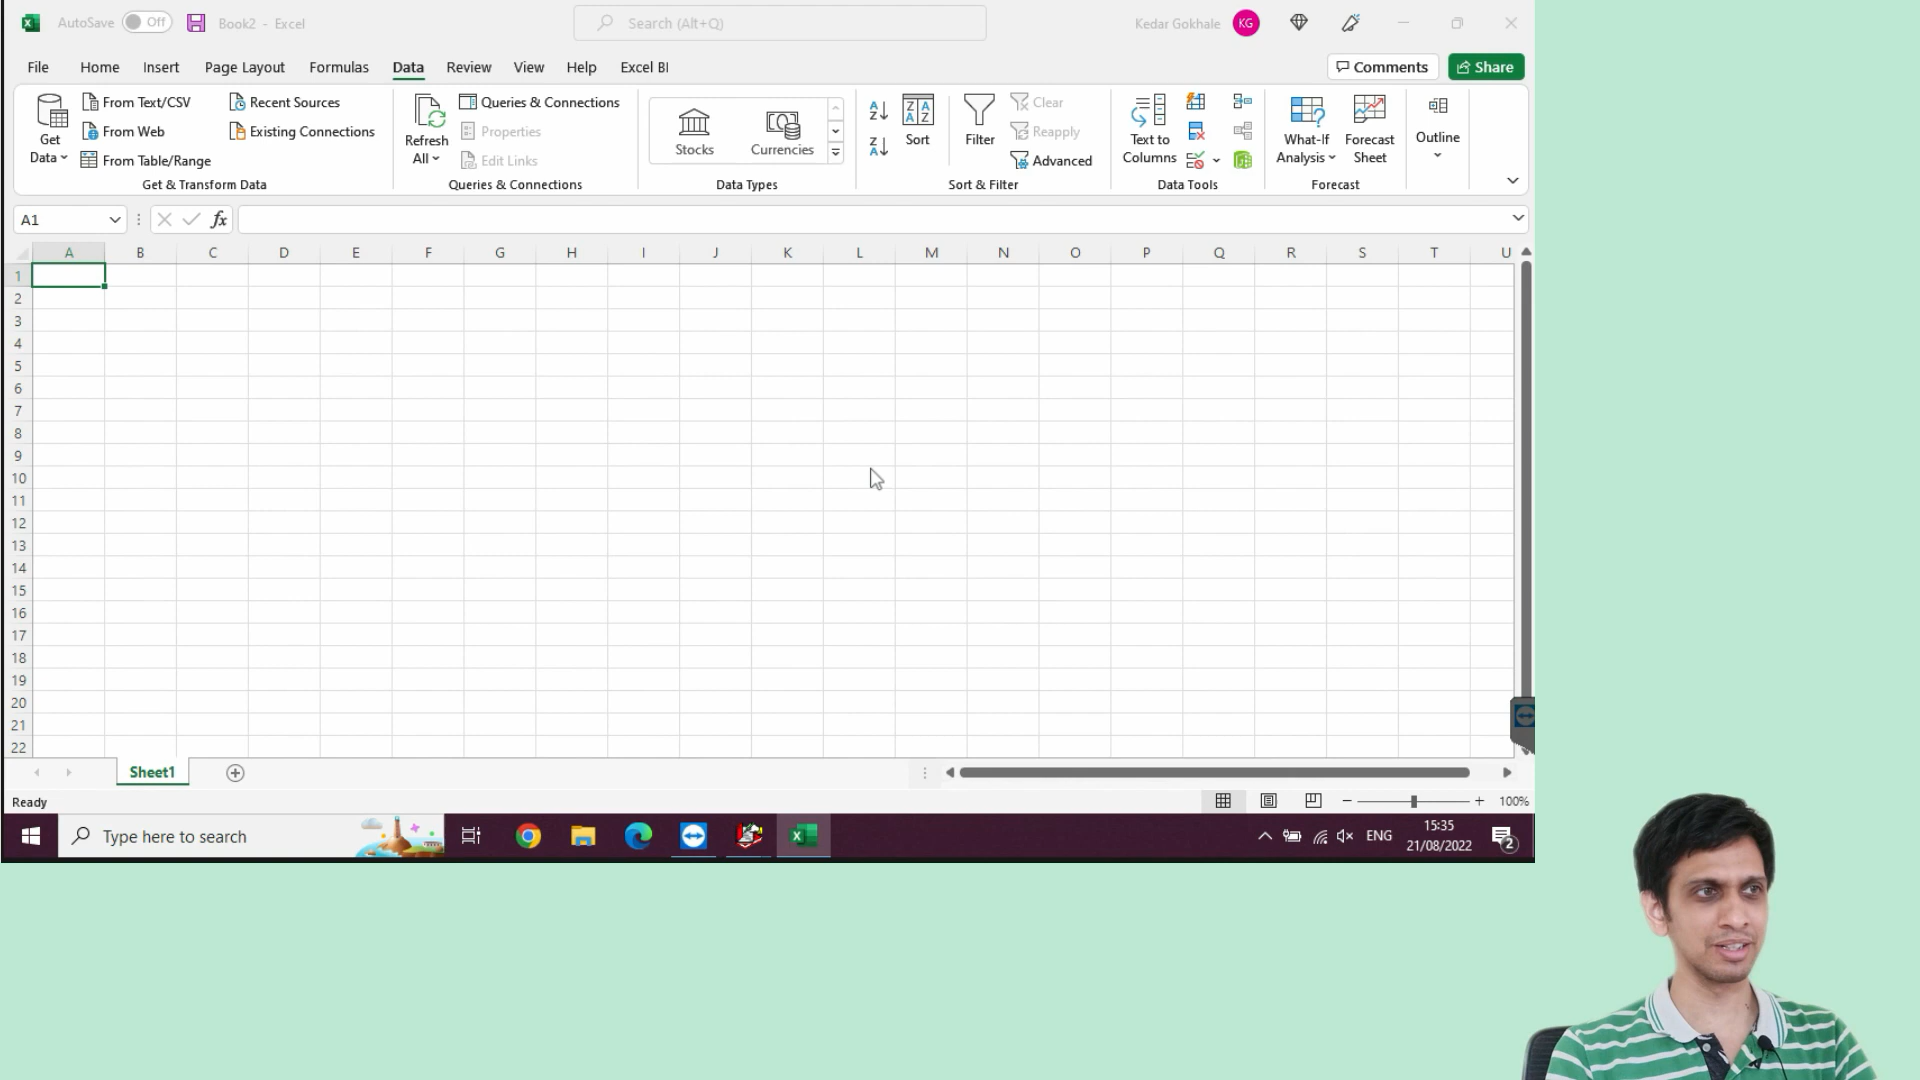 AutoSave Off Book2 - Excel Search (Alt+Q) Kedar Gokhale KG
File Home Insert Page Layout Formulas Data Review View Help Excel BI Comments Share
Get Data
From Text/CSV
From Web
From Table/Range
Recent Sources
Existing Connections
Get & Transform Data
Refresh All
Queries & Connections
Properties
Edit Links
Queries & Connections
Stocks Currencies
Data Types
Sort
Filter
Clear
Reapply
Advanced
Sort & Filter
Text to
Columns
Data Tools
What-If
Analysis
Forecast
Sheet
Forecast
Outline
A1 fx
A B C D E F G H I J K L M N O P Q R S T U
1
2
3
4
5
6
7
8
9
10
11
12
13
14
15
16
17
18
19
20
21
22
Sheet1
Ready 100%
Type here to search ENG 15:35
21/08/2022 2